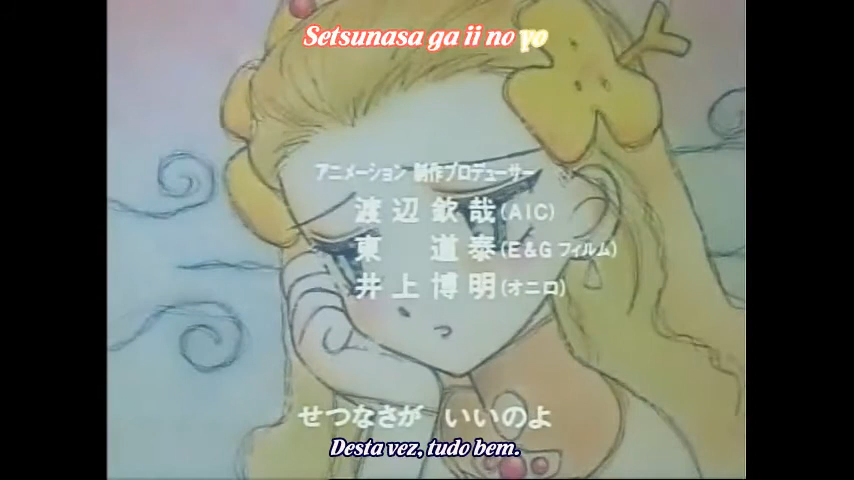 Setsunasa ga ii no yo
アニメーション 制作プロデューサー
渡辺欽哉(AIC)
東 道泰(E&Gフィルム)
井上博明(オニロ)
せつなさが いいのよ
Desta vez, tudo bem.